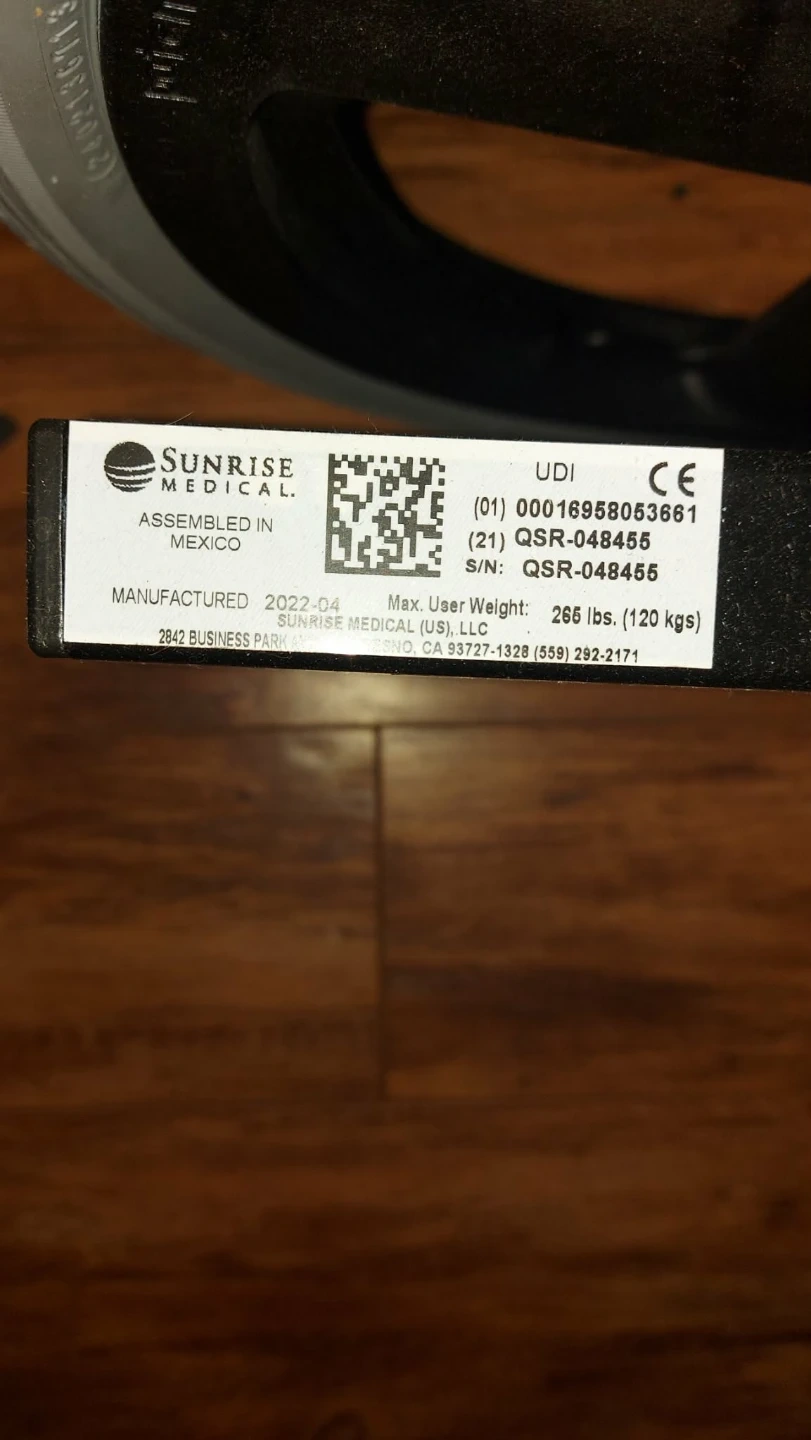 SUNRISE
MEDICAL.
ASSEMBLED IN
MEXICO
UDI
CE
(01) 00016958053661
(21) QSR-048455
S/N: QSR-048455
MANUFACTURED 2022-04 Max. User Weight: 265 lbs. (120 kgs)
SUNRISE MEDICAL (US), LLC
2842 BUSINESS PARK CA 93727-1328 (559) 292-2171